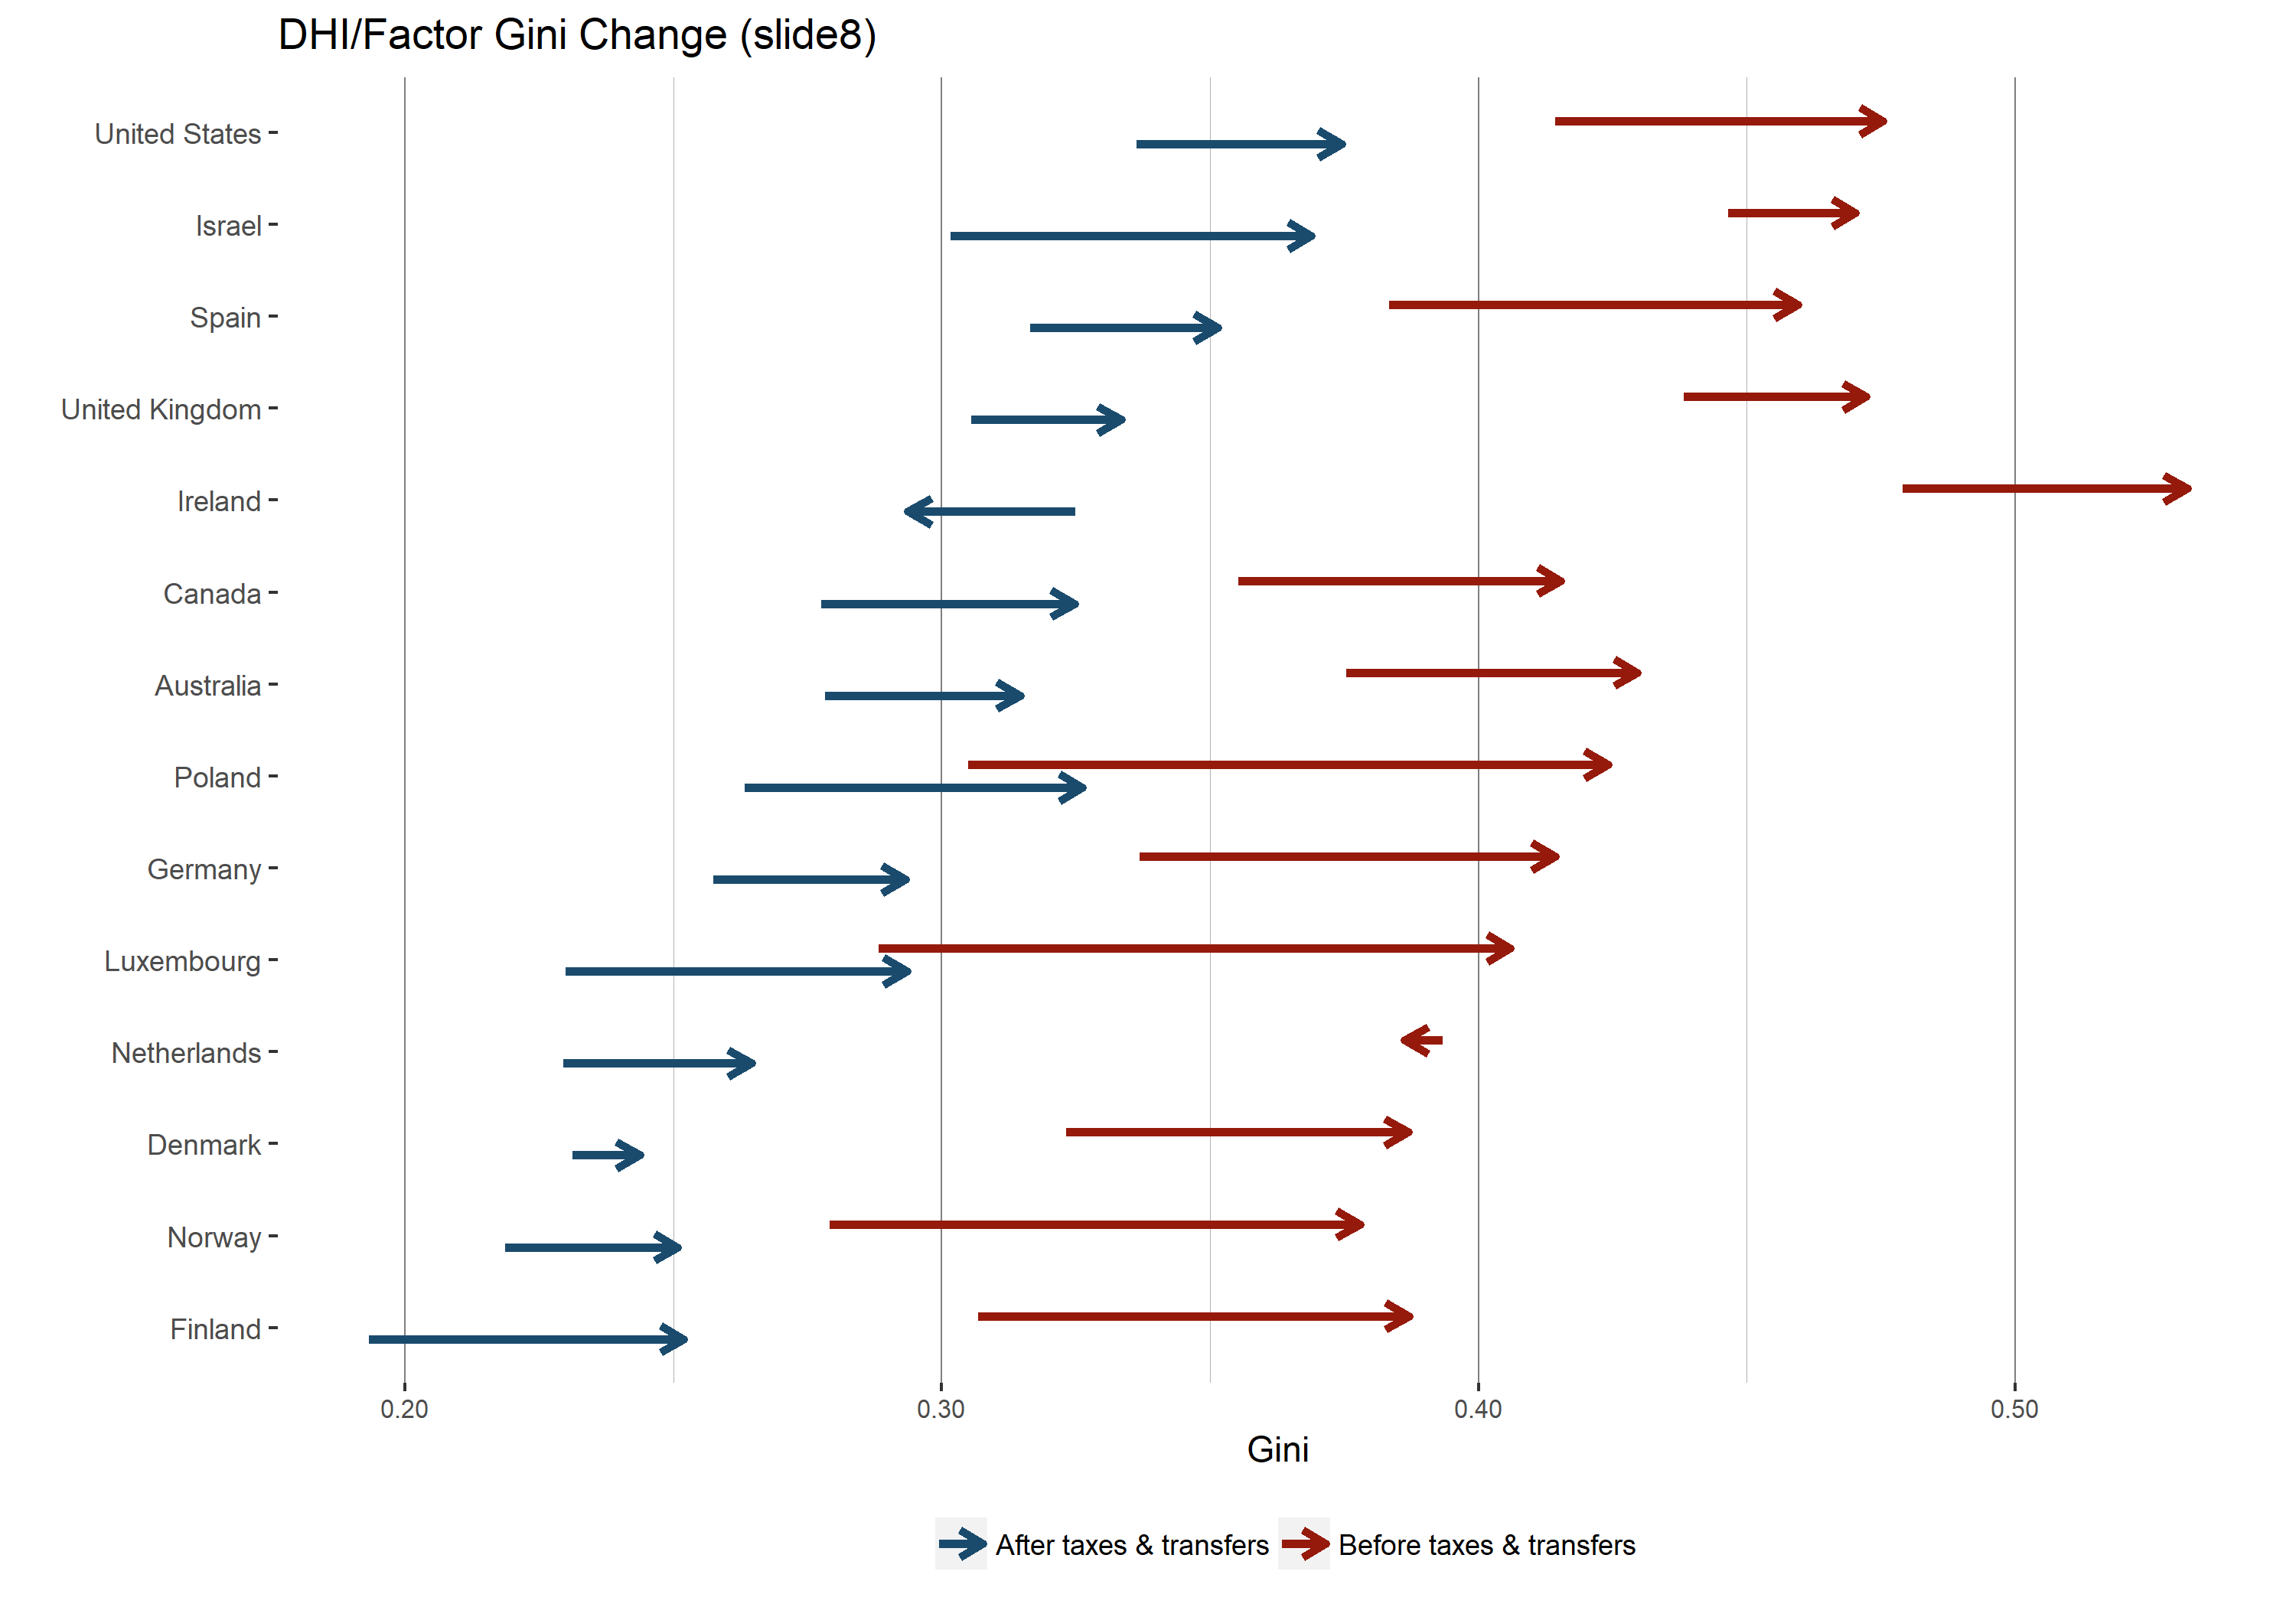 DHI/Factor Gini Change (slide8)
United States
Israel
Spain
United Kingdom
Ireland
Canada
Australia
Poland
Germany
Luxembourg
Netherlands
Denmark
Norway
Finland
0.20 0.30 0.40 0.50
Gini
After taxes & transfers Before taxes & transfers